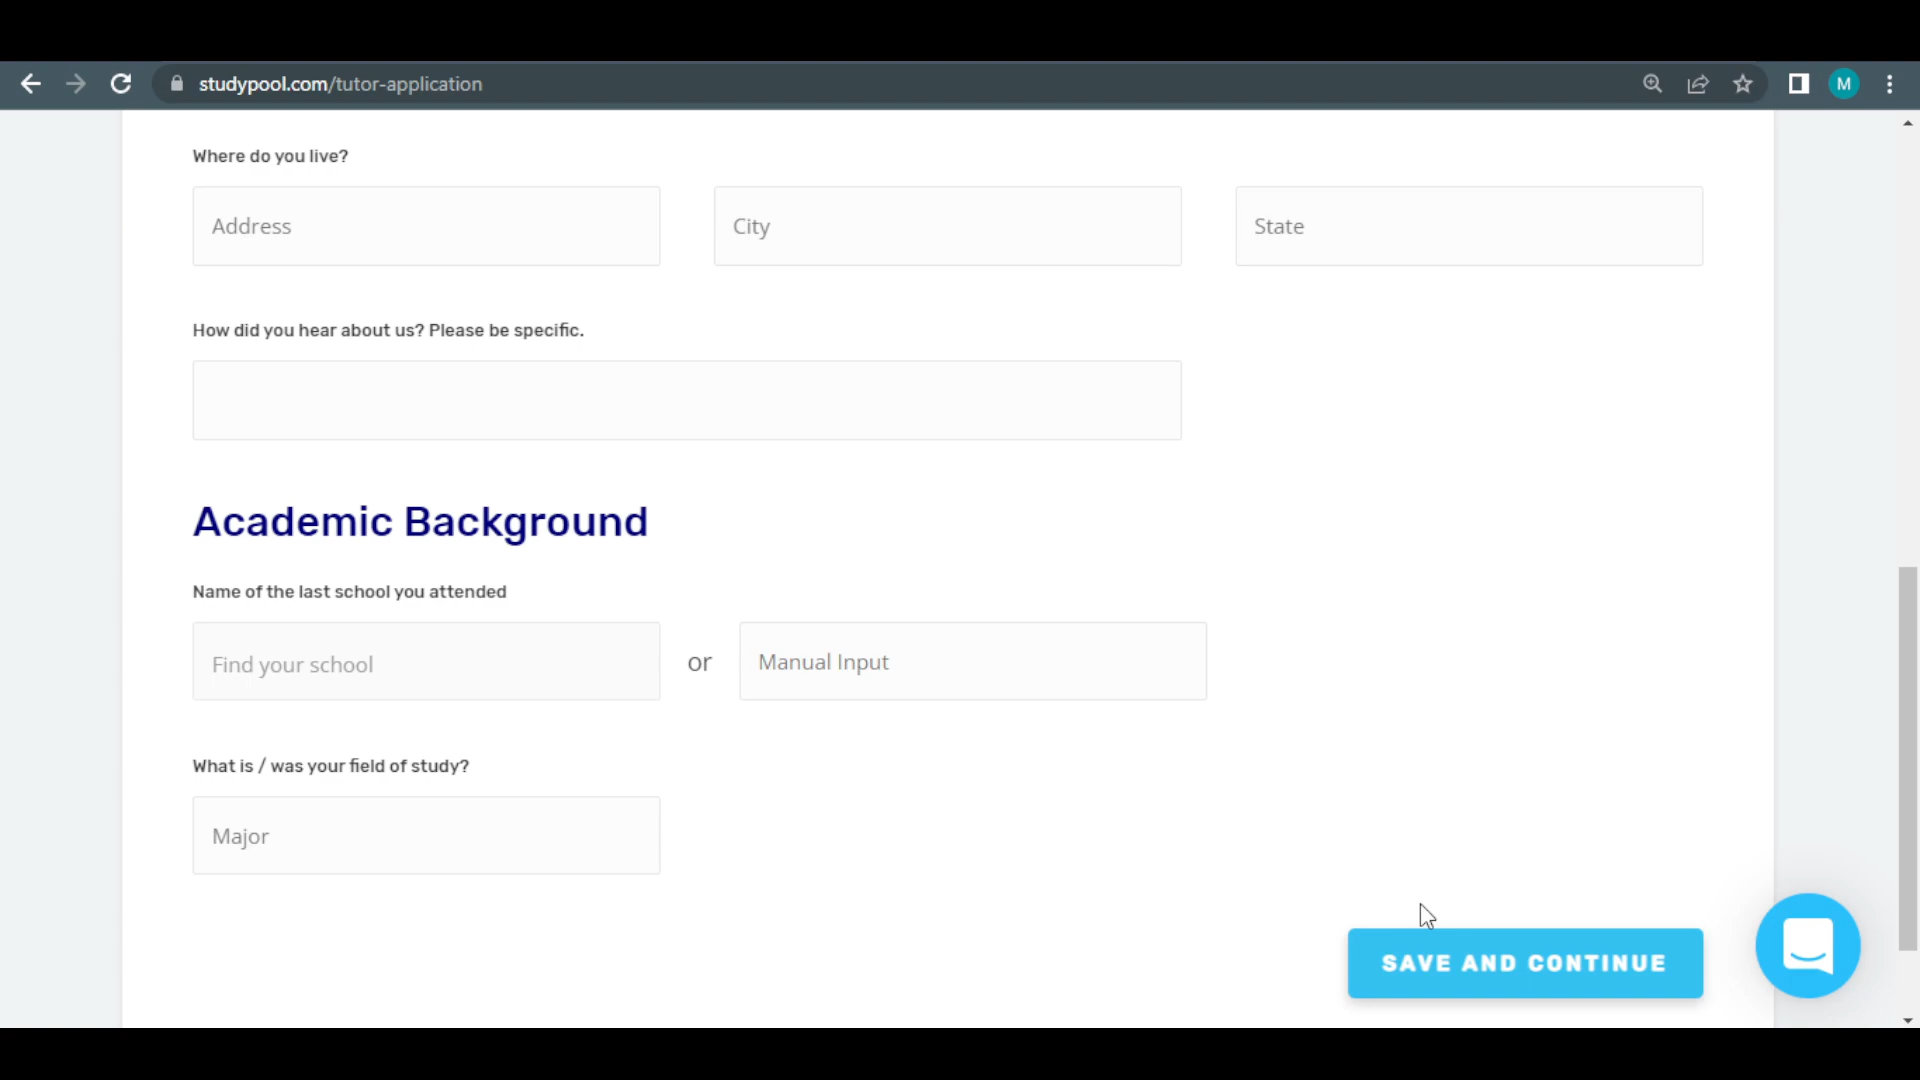 studypool.com/tutor-application
M
Where do you live?
Address City State
How did you hear about us? Please be specific.
Academic Background
Name of the last school you attended
Find your school or Manual Input
What is / was your field of study?
Major
SAVE AND CONTINUE